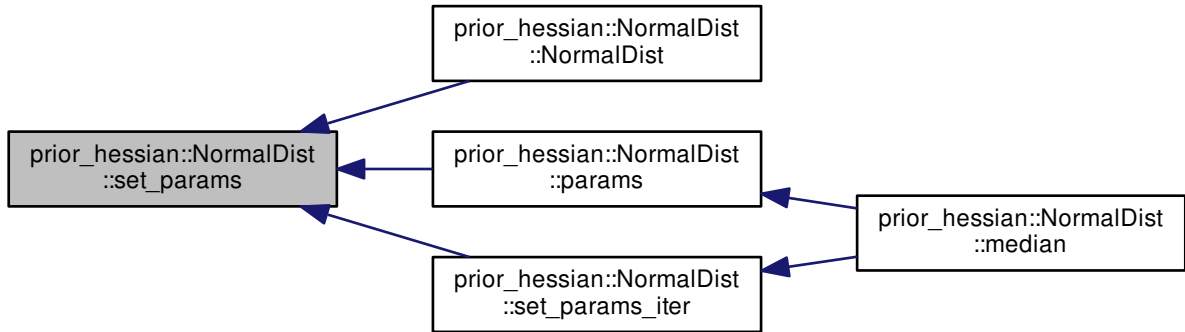 prior_hessian::NormalDist
::NormalDist
prior_hessian::NormalDist
::set_params
prior_hessian::NormalDist
::params
prior_hessian::NormalDist
::median
prior_hessian::NormalDist
::set_params_iter